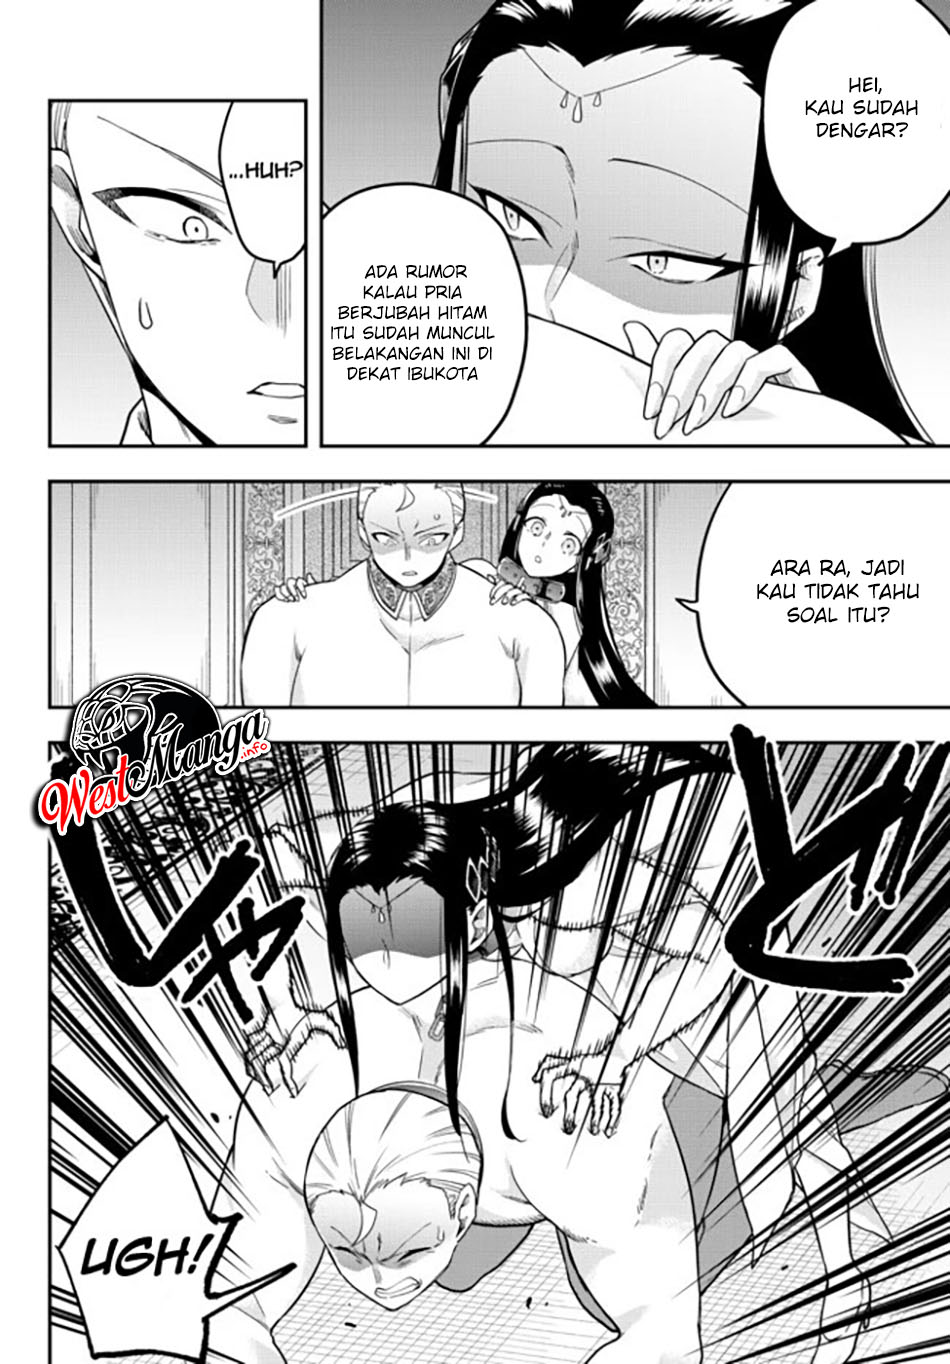 HEI,
KAU SUDAH
DENGAR?
ADA RUMOR
KALAU PRIA
BERJUBAH HITAM
ITU SUDAH MUNCUL
BELAKANGAN INI DI
DEKAT IBUKOTA
...HUH?
ARA RA, JADI
KAU TIDAK TAHU
SOAL ITU?
WestManga
.info
UGH!